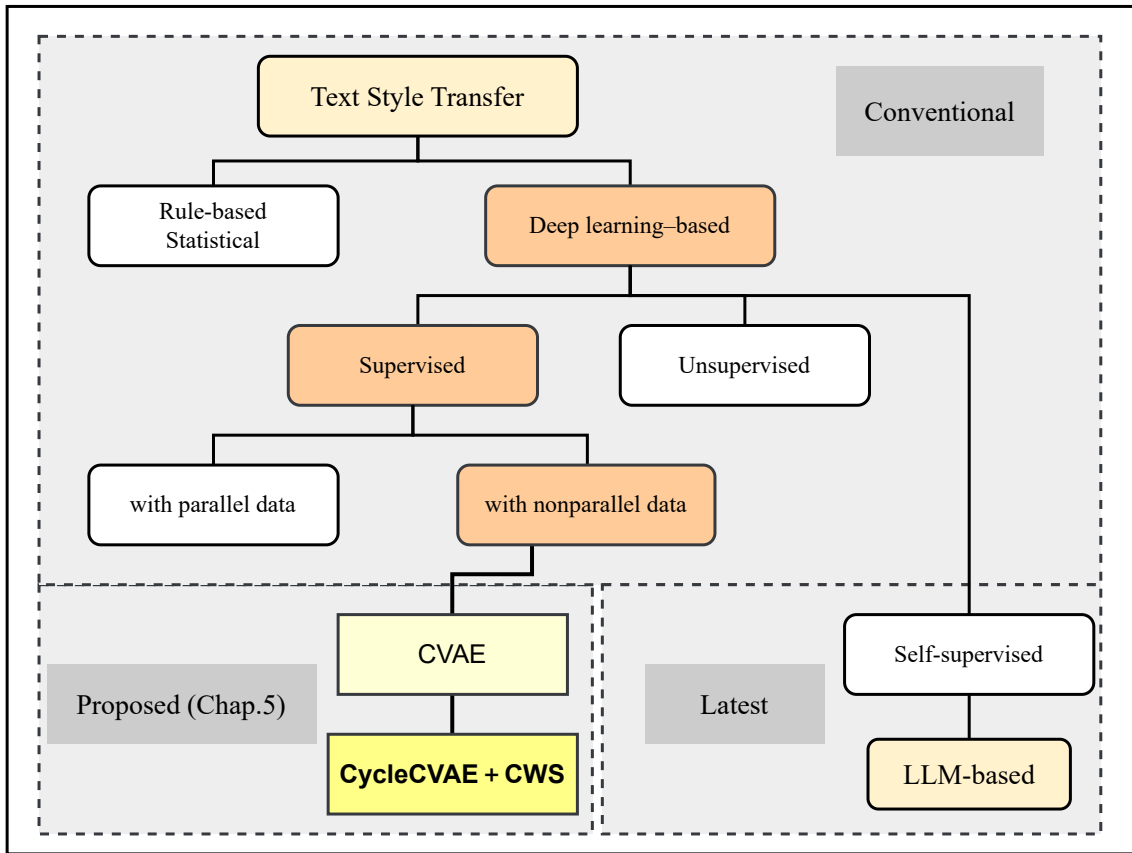 Text Style Transfer
Conventional
Rule-based
Statistical
Deep learning–based
Supervised
Unsupervised
with parallel data
with nonparallel data
CVAE
Self-supervised
Proposed (Chap.5)
Latest
CycleCVAE + CWS
LLM-based